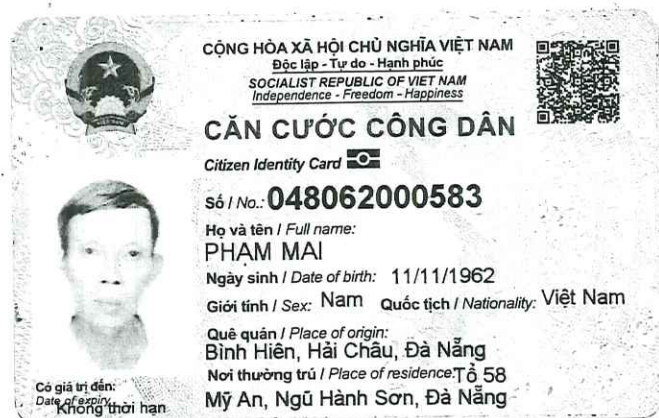 CỘNG HÒA XÃ HỘI CHỦ NGHĨA VIỆT NAM
Độc lập - Tự do - Hạnh phúc
SOCIALIST REPUBLIC OF VIET NAM
Independence - Freedom - Happiness
CĂN CƯỚC CÔNG DÂN
Citizen Identity Card
Số / No.: 048062000583
Họ và tên / Full name:
PHẠM MAI
Ngày sinh / Date of birth: 11/11/1962
Giới tính / Sex: Nam Quốc tịch / Nationality: Việt Nam
Quê quán / Place of origin:
Bình Hiên, Hải Châu, Đà Nẵng
Nơi thường trú / Place of residence: Tổ 58
Mỹ An, Ngũ Hành Sơn, Đà Nẵng
Có giá trị đến:
Date of expiry
Không thời hạn